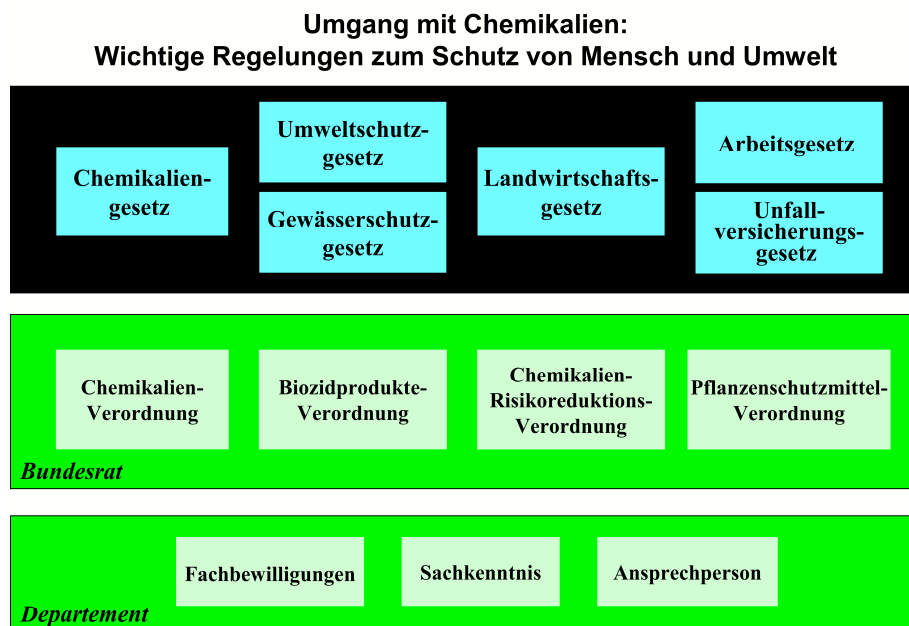 Umgang mit Chemikalien:
Wichtige Regelungen zum Schutz von Mensch und Umwelt
Chemikalien-
gesetz
Umweltschutz-
gesetz
Gewässerschutz-
gesetz
Landwirtschafts-
gesetz
Arbeitsgesetz
Unfall-
versicherungs-
gesetz
Chemikalien-
Verordnung
Biozidprodukte-
Verordnung
Chemikalien-
Risikoreduktions-
Verordnung
Pflanzenschutzmittel-
Verordnung
Bundesrat
Fachbewilligungen
Sachkenntnis
Ansprechperson
Departement